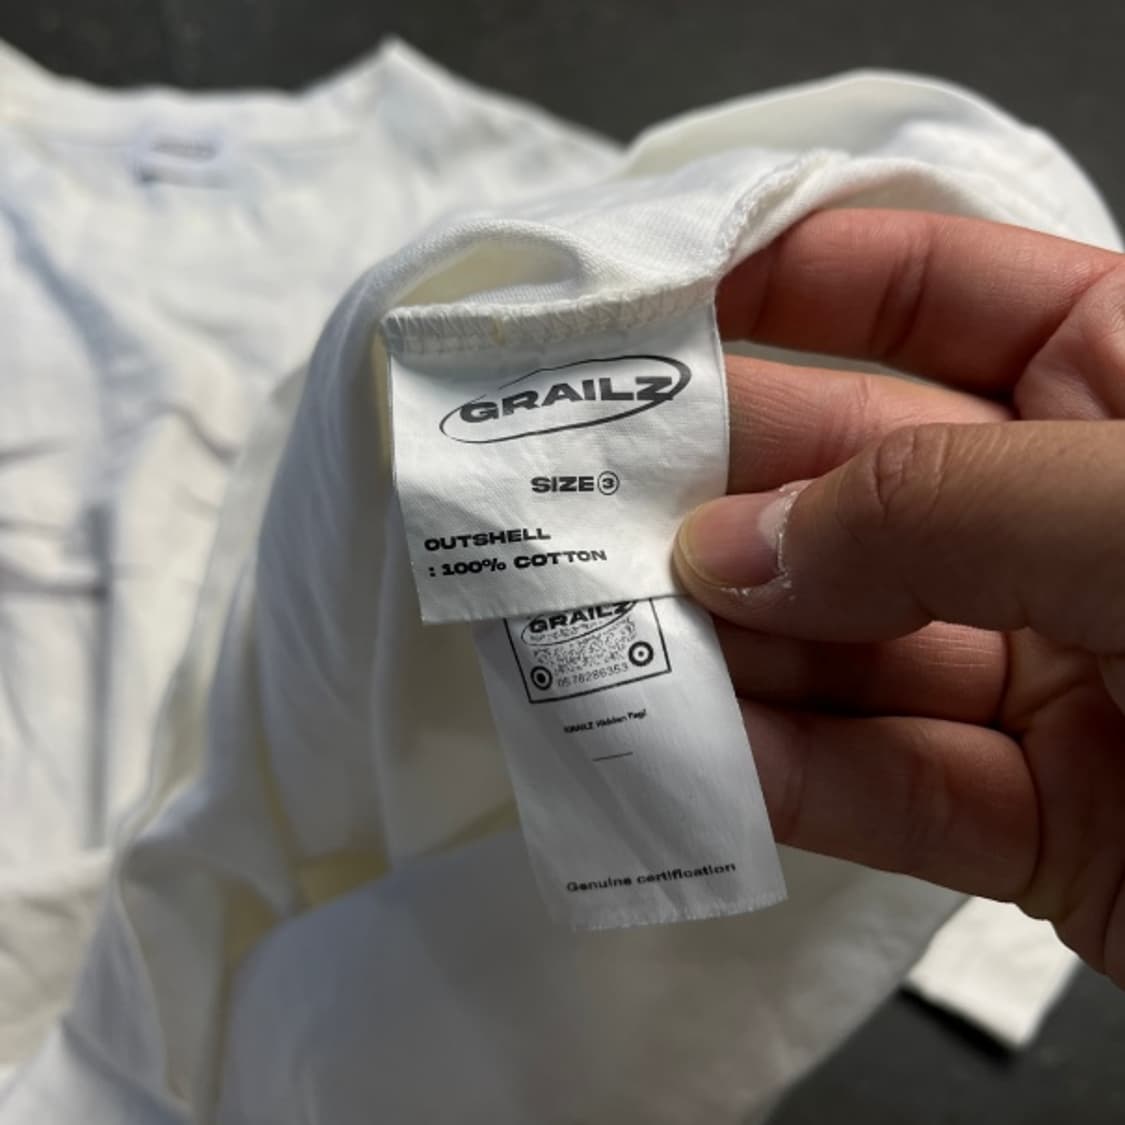 GRAILZ
SIZE③
OUTSHELL
: 100% COTTON
GRAILZ
0578286353
GRAILZ Hidden Tag!
Genuine certification